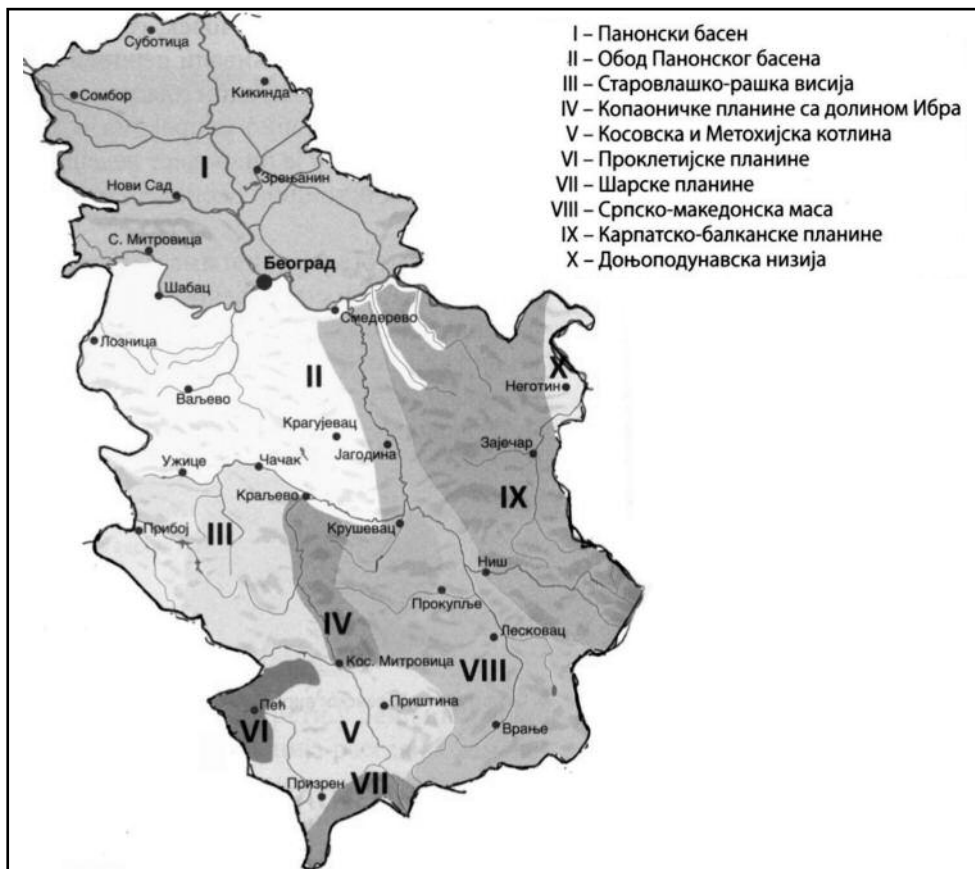 I – Панонски басен
II – Обод Панонског басена
III – Старовлашко-рашка висија
IV – Копаоничке планине са долином Ибра
V – Косовска и Метохијска котлина
VI – Проклетијске планине
VII – Шарске планине
VIII – Српско-македонска маса
IX – Карпатско-балканске планине
X – Доњоподунавска низија
Суботица
Сомбор
Кикинда
I
Зрењанин
Нови Сад
С. Митровица
Београд
Шабац
Смедерево
Лозница
II
X
Неготин
Ваљево
Крагујевац
Јагодина
Зајечар
Ужице
Чачак
Краљево
IX
Прибој
III
Крушевац
Ниш
Прокупље
IV
Лесковац
Кос. Митровица
VIII
Пећ
Приштина
VI
V
Врање
Призрен
VII